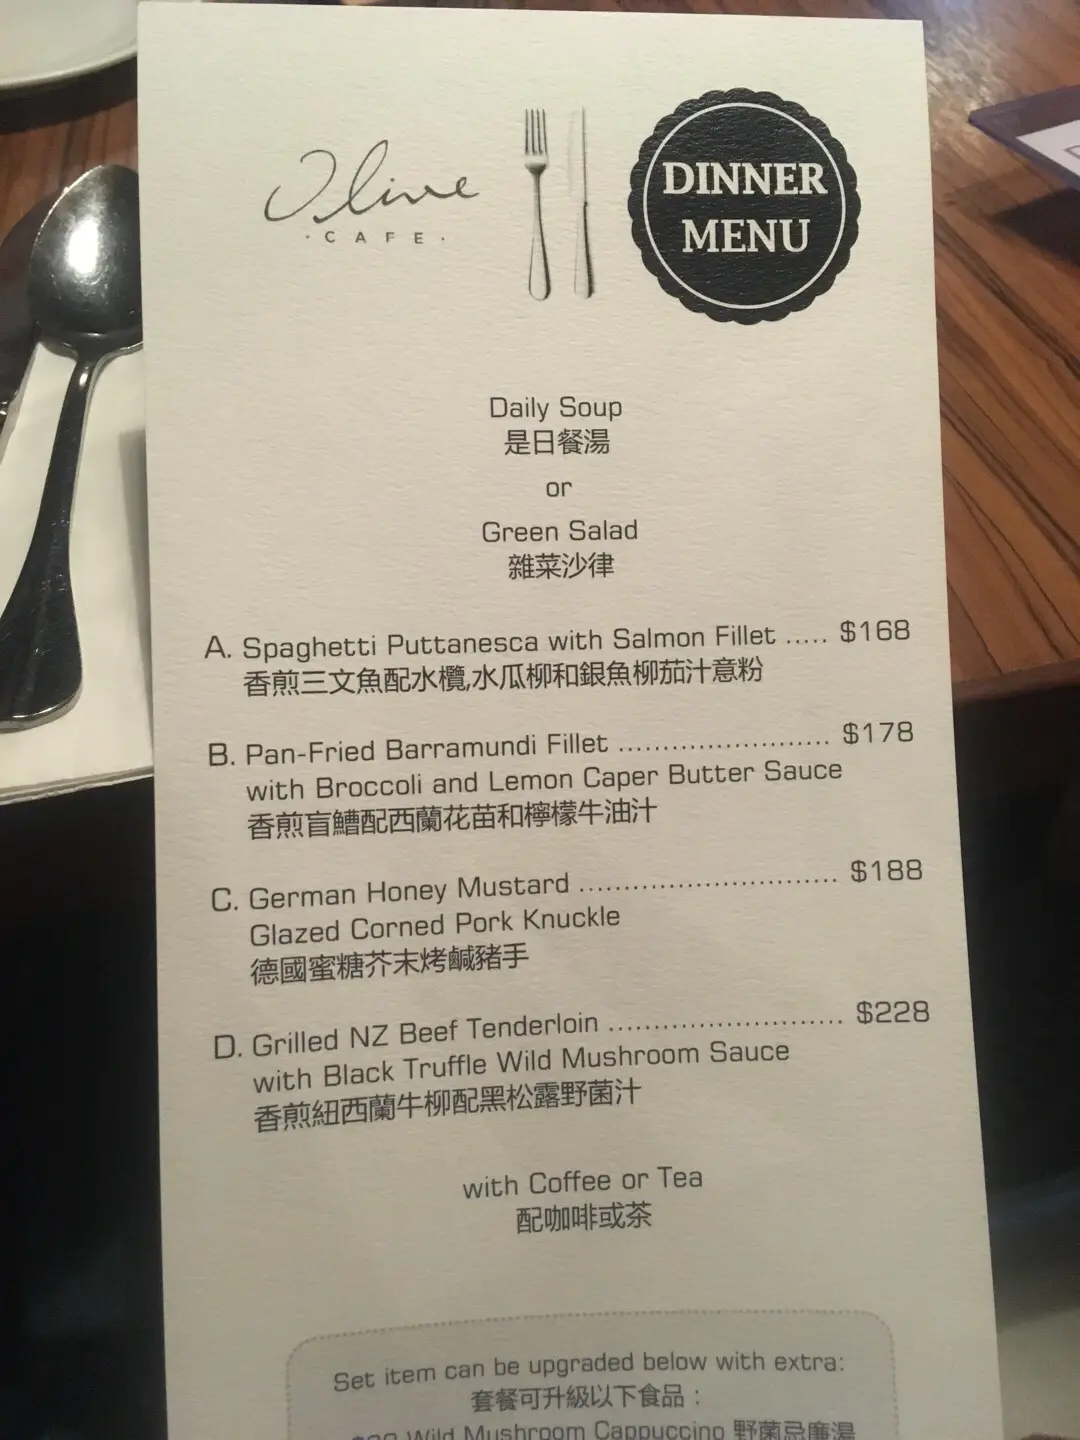 Olive
·CAFE·
DINNER
MENU
Daily Soup
是日餐湯
or
Green Salad
雜菜沙律
A. Spaghetti Puttanesca with Salmon Fillet ..... $168
香煎三文魚配水欖,水瓜柳和銀魚柳茄汁意粉
B. Pan-Fried Barramundi Fillet ........................ $178
with Broccoli and Lemon Caper Butter Sauce
香煎盲鰽配西蘭花苗和檸檬牛油汁
C. German Honey Mustard ............................. $188
Glazed Corned Pork Knuckle
德國蜜糖芥末烤鹹豬手
D. Grilled NZ Beef Tenderloin .......................... $228
with Black Truffle Wild Mushroom Sauce
香煎紐西蘭牛柳配黑松露野菌汁
with Coffee or Tea
配咖啡或茶
Set item can be upgraded below with extra:
套餐可升級以下食品：
Wild Mushroom Cappuccino 野菌忌廉湯